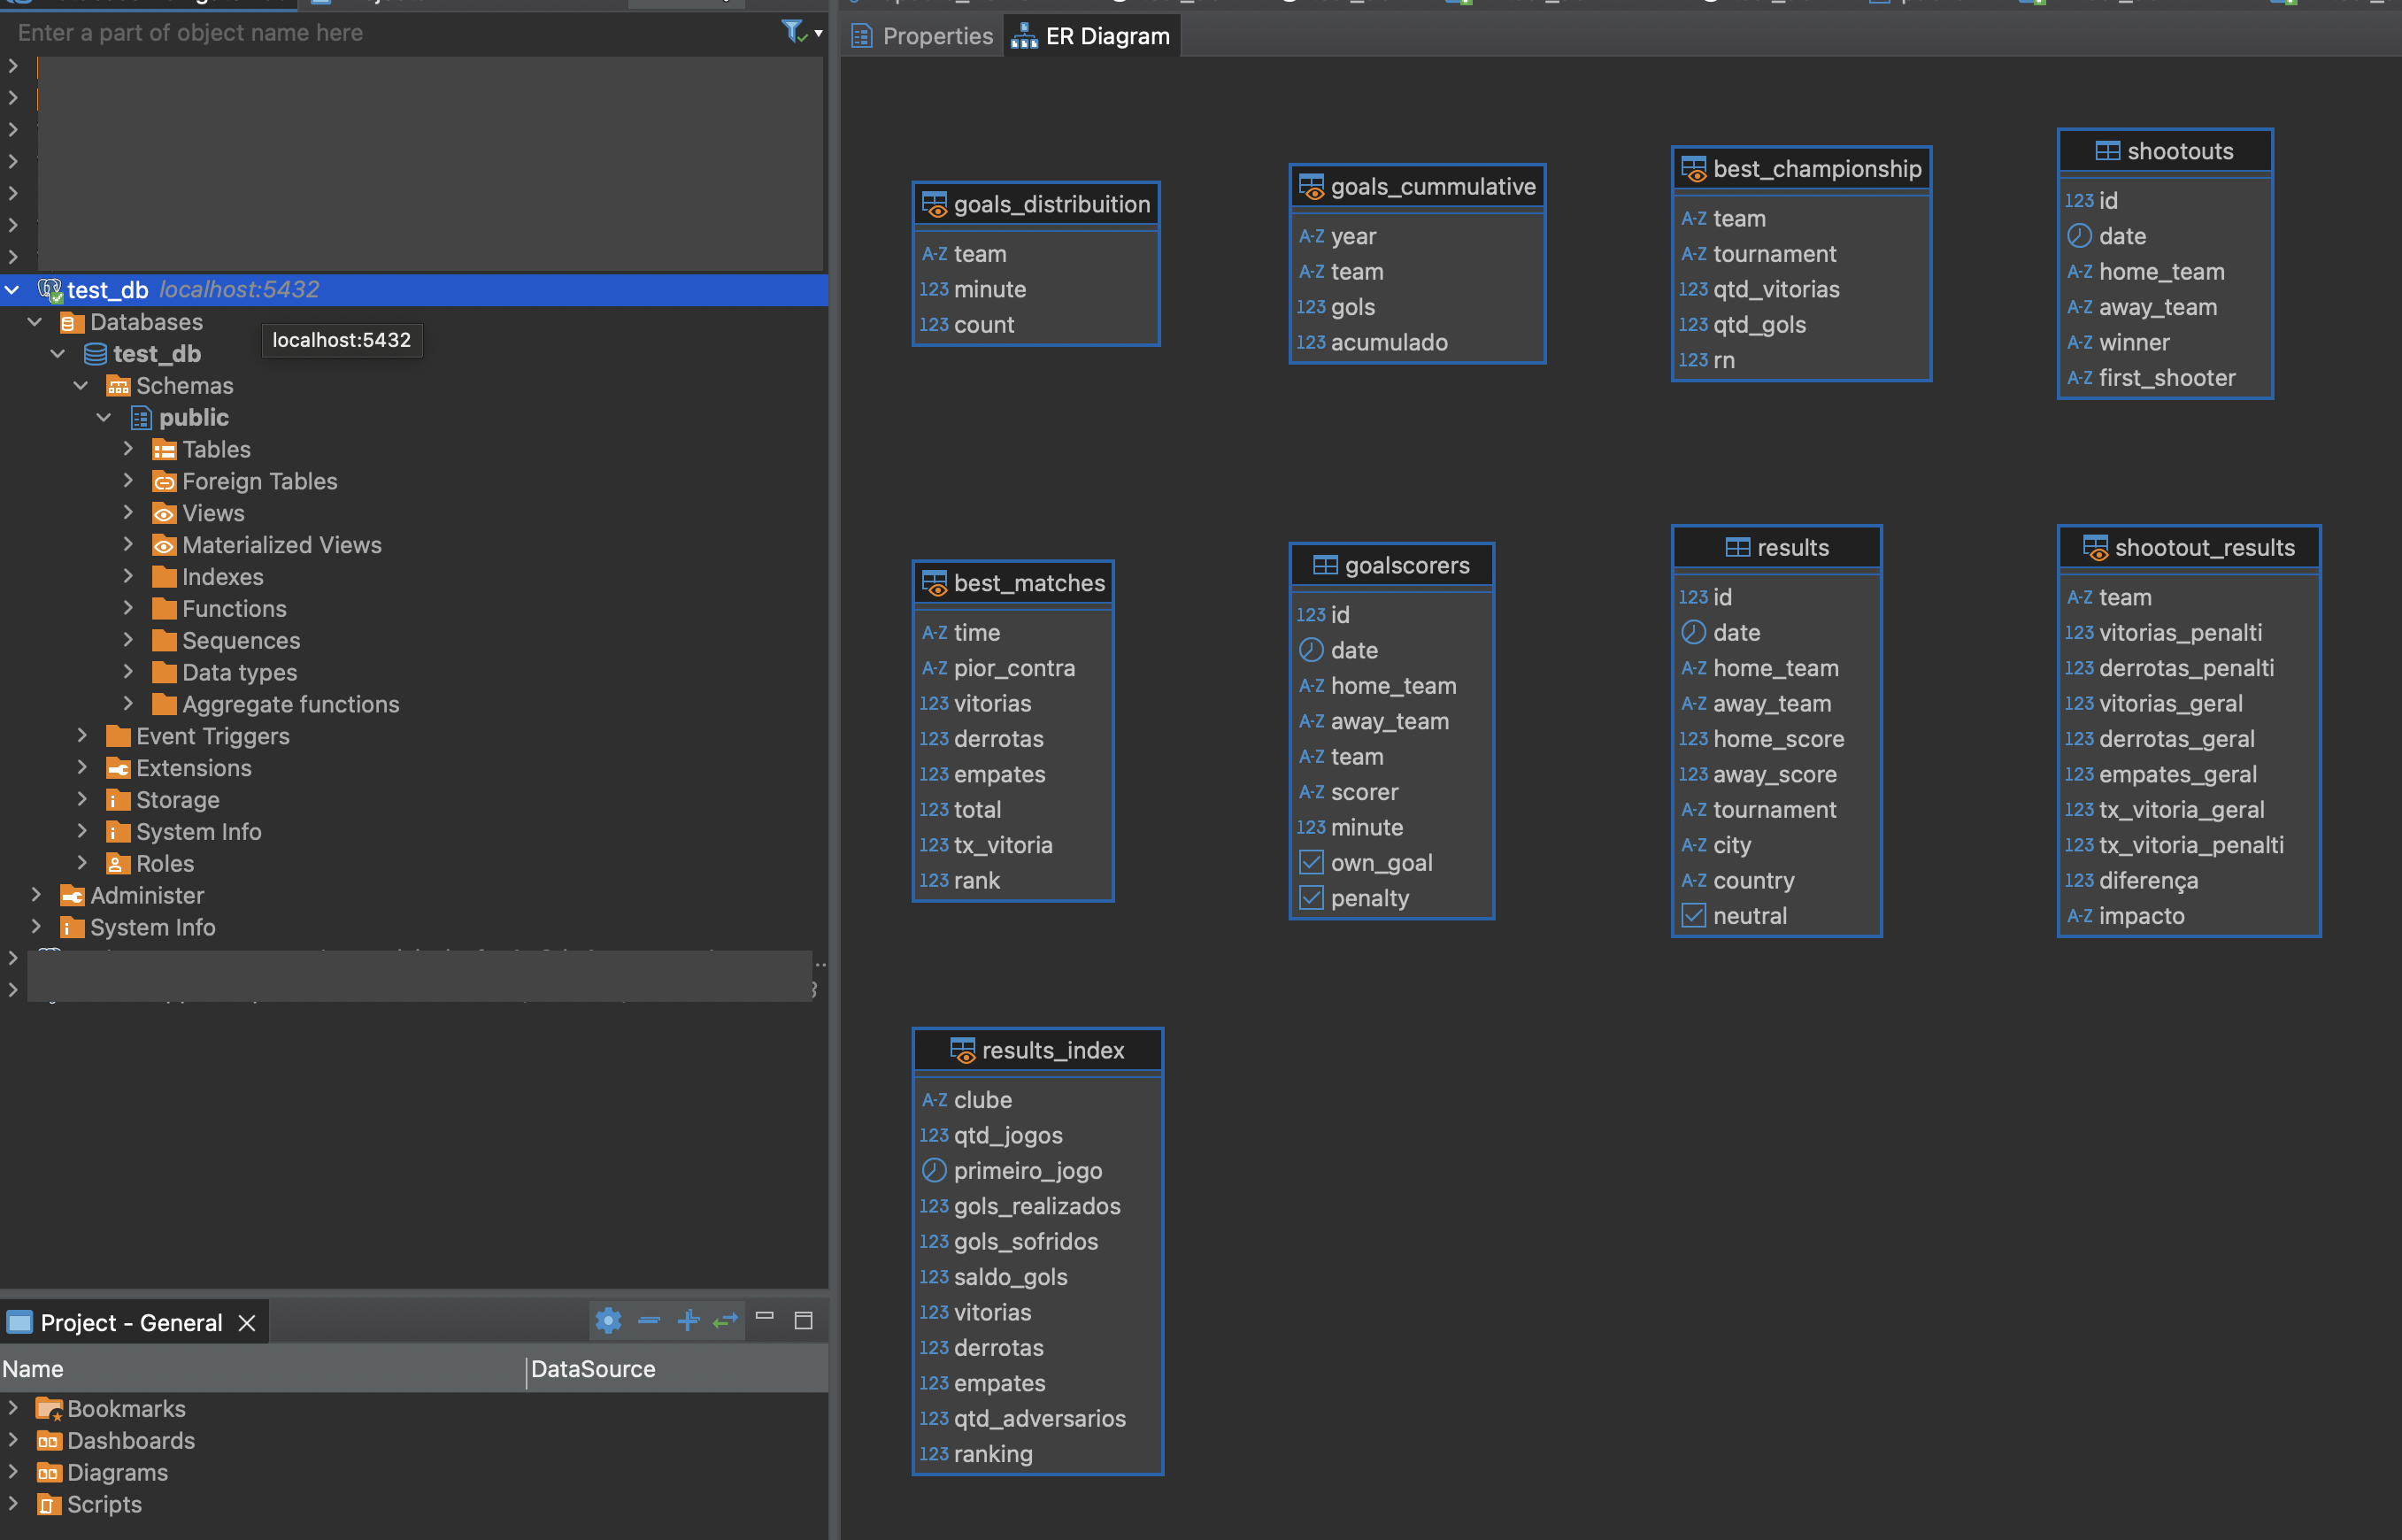 Enter a part of object name here
test_db localhost:5432
Databases
localhost:5432
test_db
Schemas
public
Tables
Foreign Tables
Views
Materialized Views
Indexes
Functions
Sequences
Data types
Aggregate functions
Event Triggers
Extensions
Storage
System Info
Roles
Administer
System Info
Project - General
Name
DataSource
Bookmarks
Dashboards
Diagrams
Scripts
Properties
ER Diagram
goals_distribuition
A-Z team
123 minute
123 count
goals_cummulative
A-Z year
A-Z team
123 gols
123 acumulado
best_championship
A-Z team
A-Z tournament
123 qtd_vitorias
123 qtd_gols
123 rn
shootouts
123 id
date
A-Z home_team
A-Z away_team
A-Z winner
A-Z first_shooter
best_matches
A-Z time
A-Z pior_contra
123 vitorias
123 derrotas
123 empates
123 total
123 tx_vitoria
123 rank
goalscorers
123 id
date
A-Z home_team
A-Z away_team
A-Z team
A-Z scorer
123 minute
own_goal
penalty
results
123 id
date
A-Z home_team
A-Z away_team
123 home_score
123 away_score
A-Z tournament
A-Z city
A-Z country
neutral
shootout_results
A-Z team
123 vitorias_penalti
123 derrotas_penalti
123 vitorias_geral
123 derrotas_geral
123 empates_geral
123 tx_vitoria_geral
123 tx_vitoria_penalti
123 diferença
A-Z impacto
results_index
A-Z clube
123 qtd_jogos
primeiro_jogo
123 gols_realizados
123 gols_sofridos
123 saldo_gols
123 vitorias
123 derrotas
123 empates
123 qtd_adversarios
123 ranking